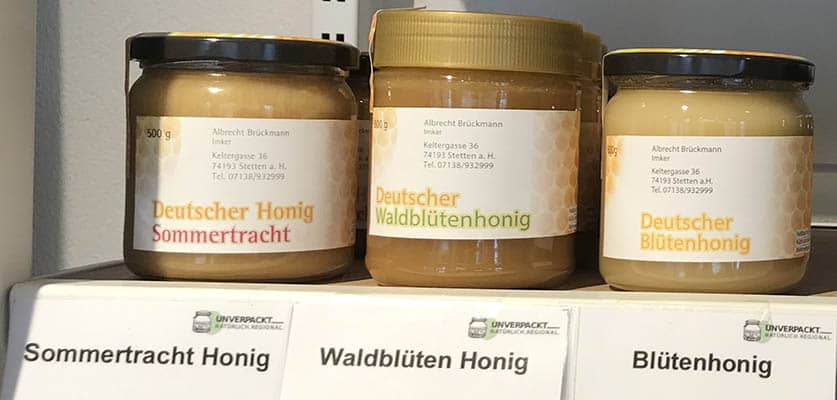 500 g
Albrecht Brückmann
Imker
Keltergasse 36
74193 Stetten a. H.
Tel. 07138/932999
Deutscher Honig
Sommertracht
500 g
Albrecht Brückmann
Imker
Keltergasse 36
74193 Stetten a. H.
Tel. 07138/932999
Deutscher
Waldblütenhonig
Albrecht Brückmann
Imker
Keltergasse 36
74193 Stetten a.H.
Tel. 07138/932999
Deutscher
Blütenhonig
UNVERPACKT
NATÜRLICH.REGIONAL.
Sommertracht Honig
UNVERPACKT
NATÜRLICH.REGIONAL.
Waldblüten Honig
UNVERPACKT
NATÜRLICH.REGIONAL.
Blütenhonig